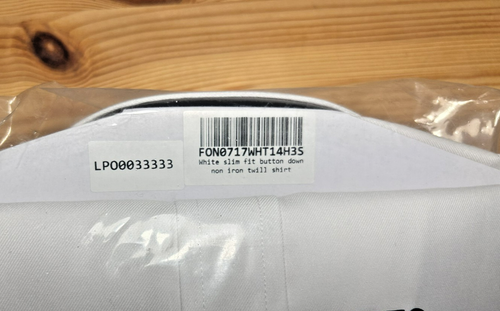 LPO0033333
FON0717WHT14H3S
White slim fit button down
non iron twill shirt